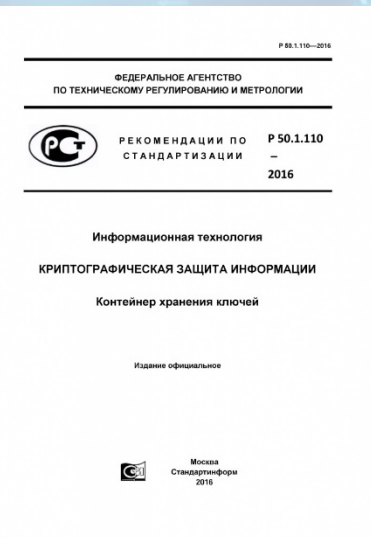 Р 50.1.110—2016
ФЕДЕРАЛЬНОЕ АГЕНТСТВО
ПО ТЕХНИЧЕСКОМУ РЕГУЛИРОВАНИЮ И МЕТРОЛОГИИ
РЕКОМЕНДАЦИИ ПО
СТАНДАРТИЗАЦИИ
Р 50.1.110
–
2016
Информационная технология
КРИПТОГРАФИЧЕСКАЯ ЗАЩИТА ИНФОРМАЦИИ
Контейнер хранения ключей
Издание официальное
Москва
Стандартинформ
2016